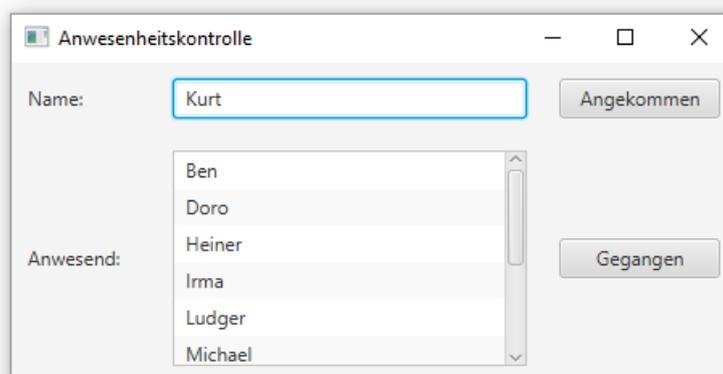 Anwesenheitskontrolle
Name: Kurt Angekommen
Ben
Doro
Heiner
Anwesend: Gegangen
Irma
Ludger
Michael